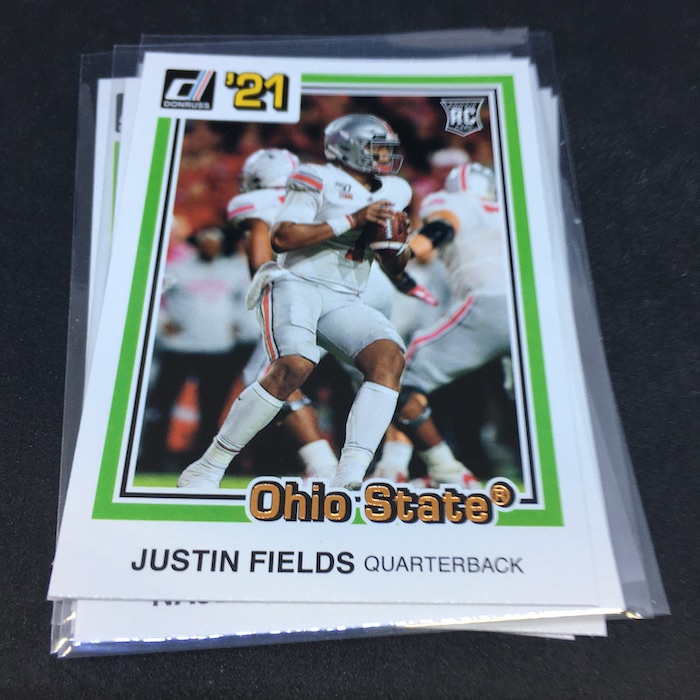 DONRUSS '21
RC
Ohio State®
JUSTIN FIELDS QUARTERBACK